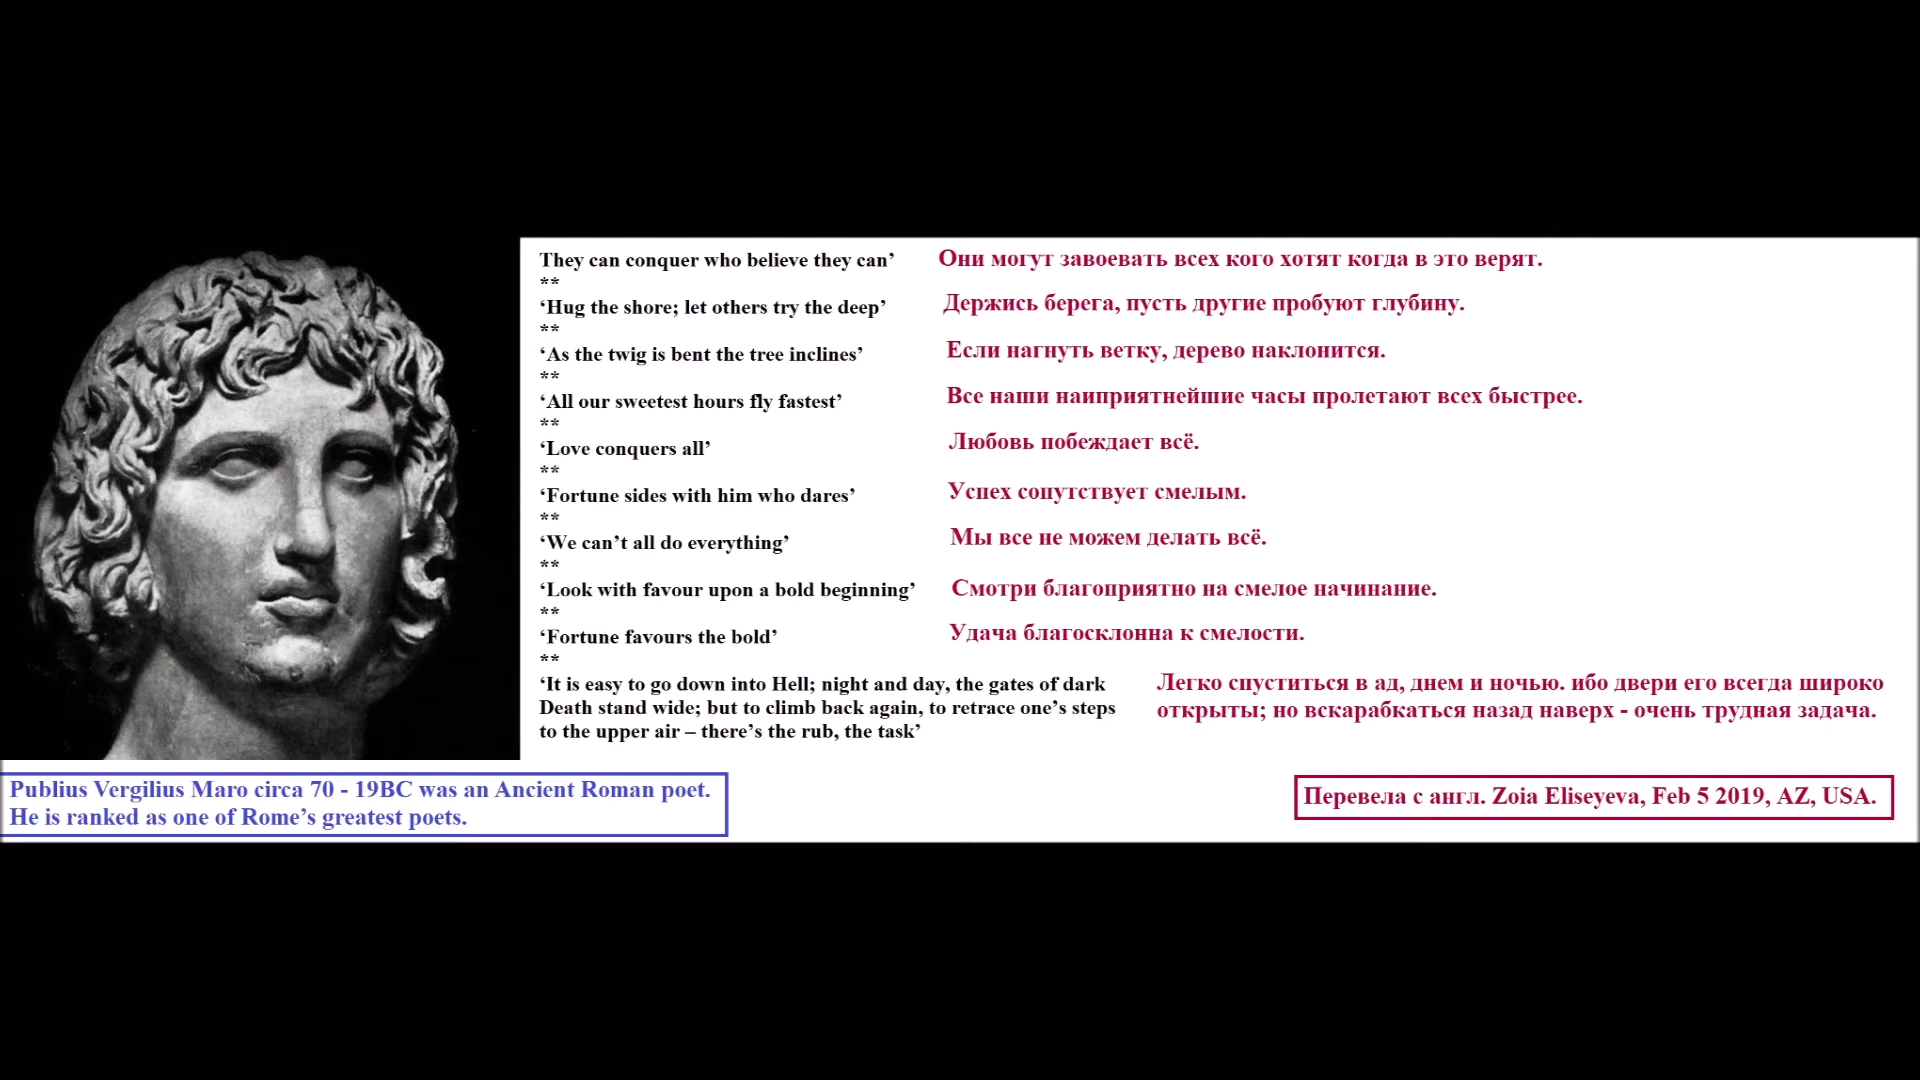 They can conquer who believe they can’ Они могут завоевать всех кого хотят когда в это верят.
**
‘Hug the shore; let others try the deep’ Держись берега, пусть другие пробуют глубину.
**
‘As the twig is bent the tree inclines’ Если нагнуть ветку, дерево наклонится.
**
‘All our sweetest hours fly fastest’ Все наши наиприятнейшие часы пролетают всех быстрее.
**
‘Love conquers all’ Любовь побеждает всё.
**
‘Fortune sides with him who dares’ Успех сопутствует смелым.
**
‘We can’t all do everything’ Мы все не можем делать всё.
**
‘Look with favour upon a bold beginning’ Смотри благоприятно на смелое начинание.
**
‘Fortune favours the bold’ Удача благосклонна к смелости.
**
‘It is easy to go down into Hell; night and day, the gates of dark
Death stand wide; but to climb back again, to retrace one’s steps
to the upper air – there’s the rub, the task’
Легко спуститься в ад, днем и ночью. ибо двери его всегда широко
открыты; но вскарабкаться назад наверх - очень трудная задача.
Publius Vergilius Maro circa 70 - 19BC was an Ancient Roman poet.
He is ranked as one of Rome’s greatest poets.
Перевела с англ. Zoia Eliseyeva, Feb 5 2019, AZ, USA.